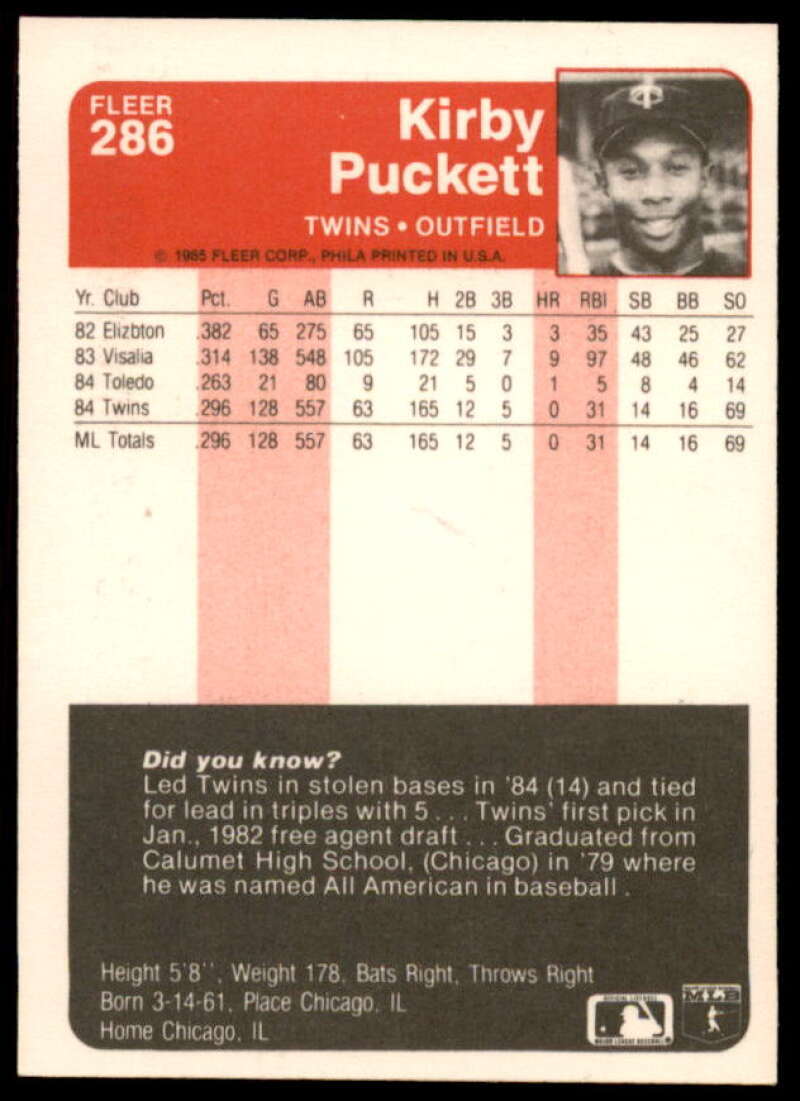 FLEER
286
Kirby
Puckett
TWINS • OUTFIELD
© 1985 FLEER CORP., PHILA PRINTED IN U.S.A.
Yr. Club Pct. G AB R H 2B 3B HR RBI SB BB SO
82 Elizbton .382 65 275 65 105 15 3 3 35 43 25 27
83 Visalia .314 138 548 105 172 29 7 9 97 48 46 62
84 Toledo .263 21 80 9 21 5 0 1 5 8 4 14
84 Twins .296 128 557 63 165 12 5 0 31 14 16 69
ML Totals .296 128 557 63 165 12 5 0 31 14 16 69
Did you know?
Led Twins in stolen bases in '84 (14) and tied
for lead in triples with 5 . . . Twins' first pick in
Jan., 1982 free agent draft . . . Graduated from
Calumet High School, (Chicago) in '79 where
he was named All American in baseball .
Height 5'8'', Weight 178, Bats Right, Throws Right
Born 3-14-61, Place Chicago, IL
Home Chicago, IL
MAJOR LEAGUE BASEBALL
MLB